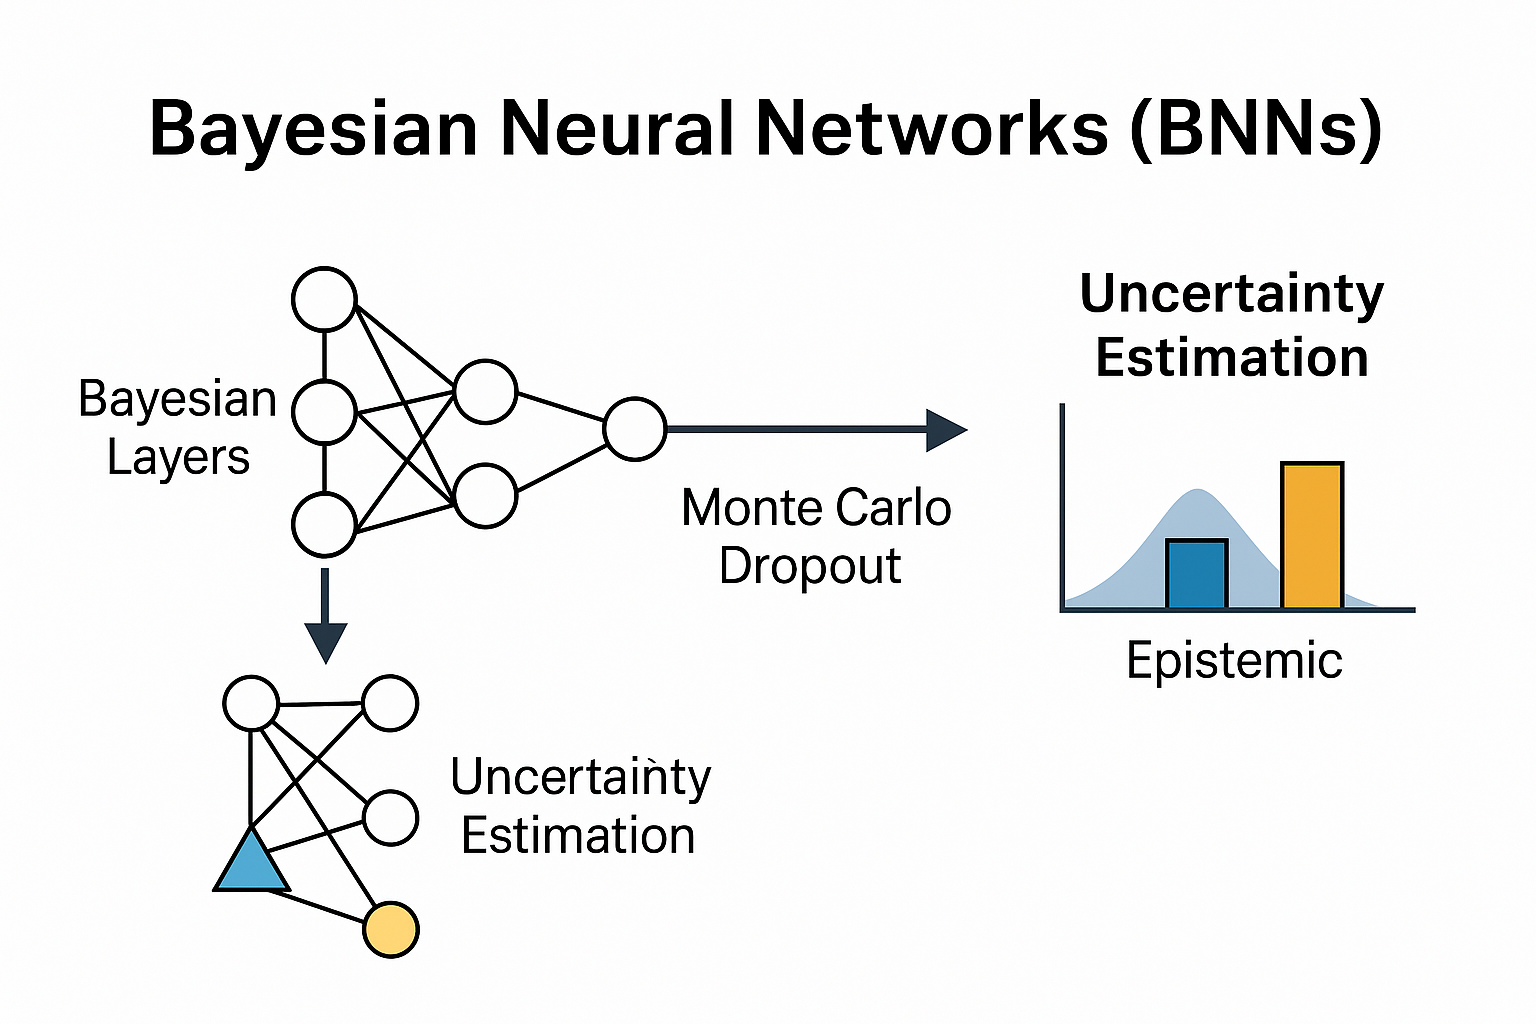 Bayesian Neural Networks (BNNs)
Bayesian
Layers
Monte Carlo
Dropout
Uncertainty
Estimation
Epistemic
Uncertainty
Estimation